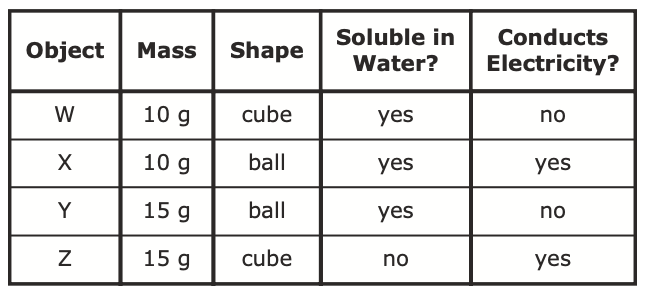 Object Mass Shape Soluble in Water? Conducts Electricity?
W 10 g cube yes no
X 10 g ball yes yes
Y 15 g ball yes no
Z 15 g cube no yes